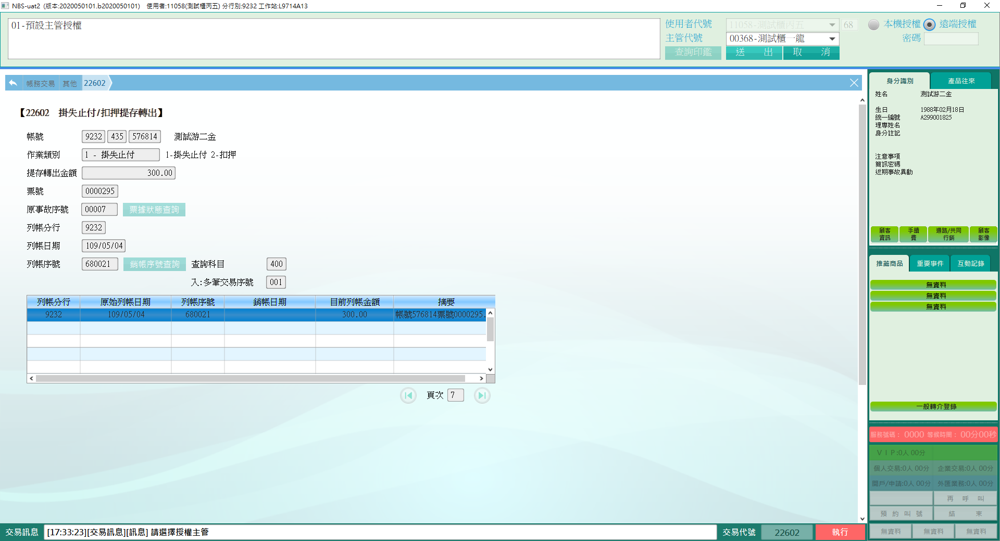 NBS-uat2 (版本:2020050101.b2020050101) 使用者:11058(測試櫃丙五) 分行別:9232 工作站:L9714A13
01-預設主管授權
使用者代號 11058-測試櫃丙五 68 本機授權 遠端授權
主管代號 00368-測試櫃一龍 密碼
查詢印鑑 送 出 取 消
帳務交易 其他 22602
【22602 掛失止付/扣押提存轉出】
帳號 9232 435 576814 測試游二金
作業類別 1 - 掛失止付 1-掛失止付 2-扣押
提存轉出金額 300.00
票號 0000295
原事故序號 00007 票據狀態查詢
列帳分行 9232
列帳日期 109/05/04
列帳序號 680021 銷帳序號查詢 查詢科目 400
入:多筆交易序號 001
列帳分行 原始列帳日期 列帳序號 銷帳日期 目前列帳金額 摘要
9232 109/05/04 680021 300.00 帳號576814票號0000295.
頁次 7
身分識別 產品往來
姓名 測試游二金
生日 1988年02月18日
統一編號 A299001825
理專姓名
身分註記
注意事項
簡訊密碼
近期事故異動
顧客資訊 手續費 通路/共同行銷 顧客影像
推薦商品 重要事件 互動記錄
無資料
無資料
無資料
一般轉介登錄
服務號碼： 0000 等候時間： 00分00秒
ＶＩＰ:0人 00分
個人交易:0人 00分 企業交易:0人 00分
開戶/申請:0人 00分 外匯業務:0人 00分
再 呼 叫
預 約 叫 號 結 束
無資料 無資料 無資料
交易訊息 [17:33:23][交易訊息][訊息] 請選擇授權主管 交易代號 22602 執行